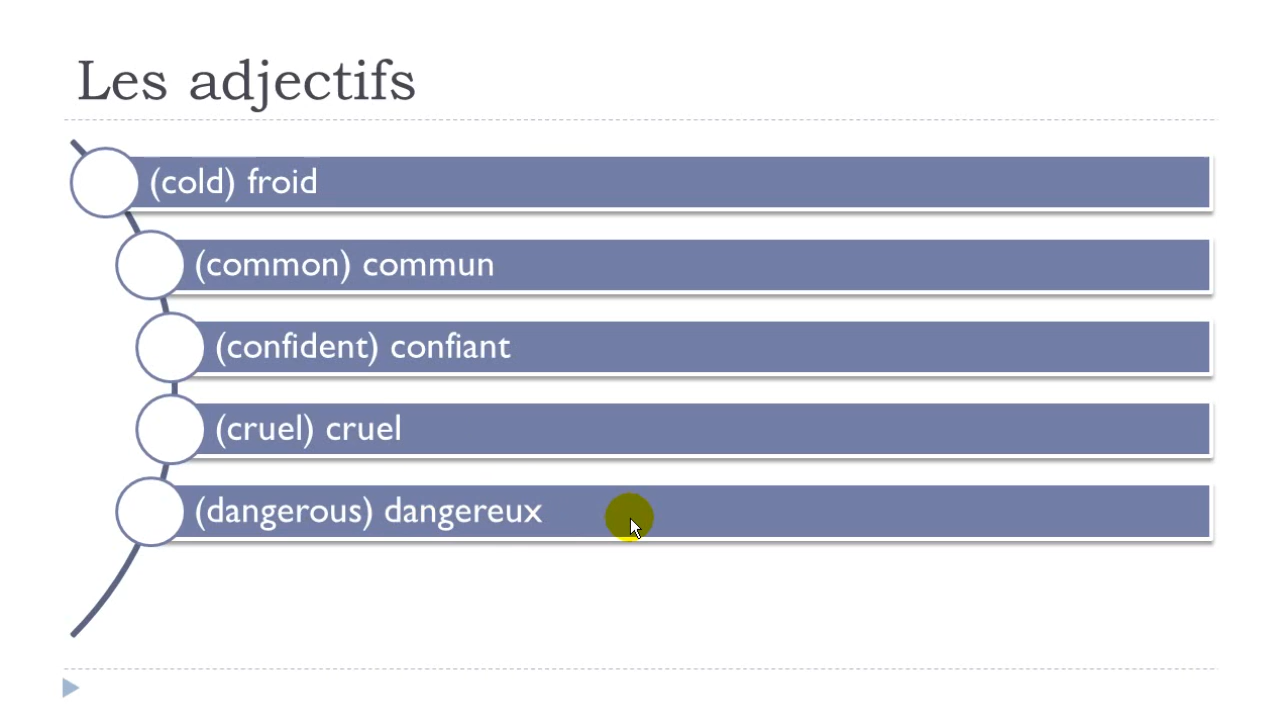 Les adjectifs
(cold) froid
(common) commun
(confident) confiant
(cruel) cruel
(dangerous) dangereux